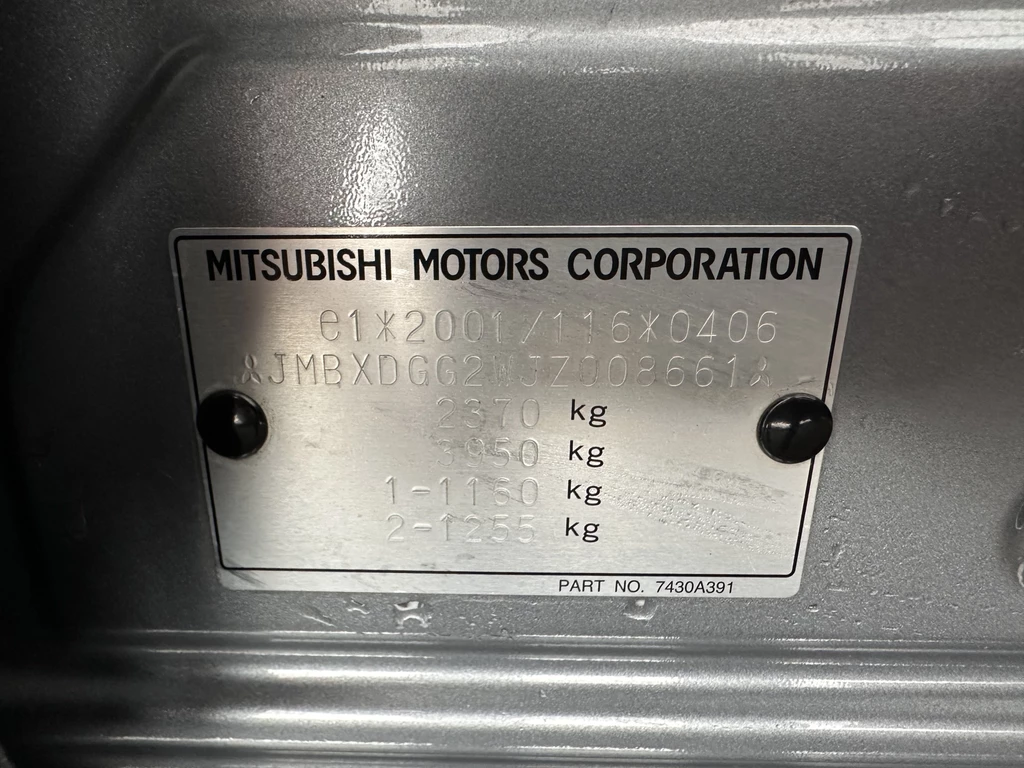 MITSUBISHI MOTORS CORPORATION
e1*2001/116*0406
JMBXDGG2WJZ008661
2370 kg
3950 kg
1-1160 kg
2-1255 kg
PART NO. 7430A391